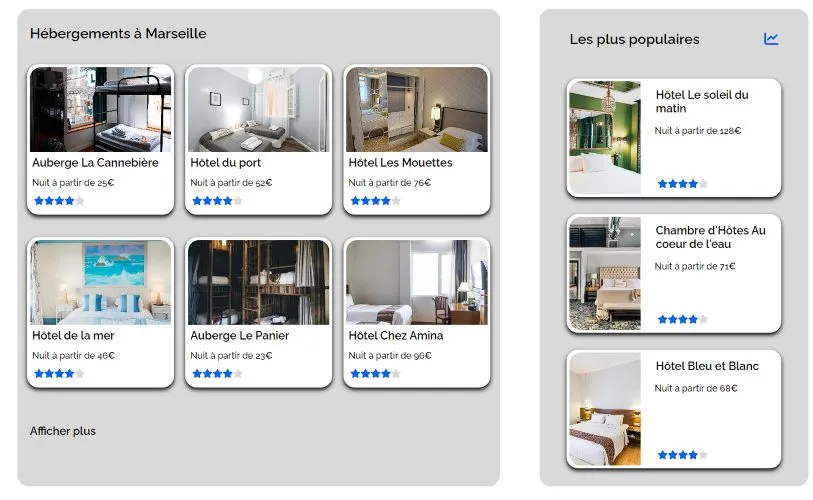 Hébergements à Marseille
Auberge La Cannebière
Nuit à partir de 25€
Hôtel du port
Nuit à partir de 52€
Hôtel Les Mouettes
Nuit à partir de 76€
Hôtel de la mer
Nuit à partir de 46€
Auberge Le Panier
Nuit à partir de 23€
Hôtel Chez Amina
Nuit à partir de 96€
Afficher plus
Les plus populaires
Hôtel Le soleil du
matin
Nuit à partir de 128€
Chambre d'Hôtes Au
coeur de l'eau
Nuit à partir de 71€
Hôtel Bleu et Blanc
Nuit à partir de 68€